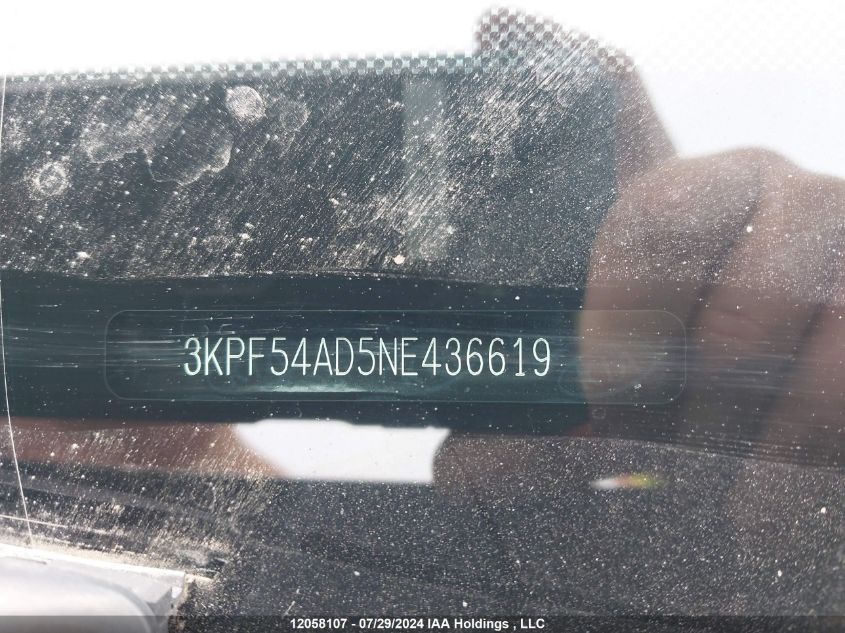 3KPF54AD5NE436619
12058107 - 07/29/2024 IAA Holdings , LLC